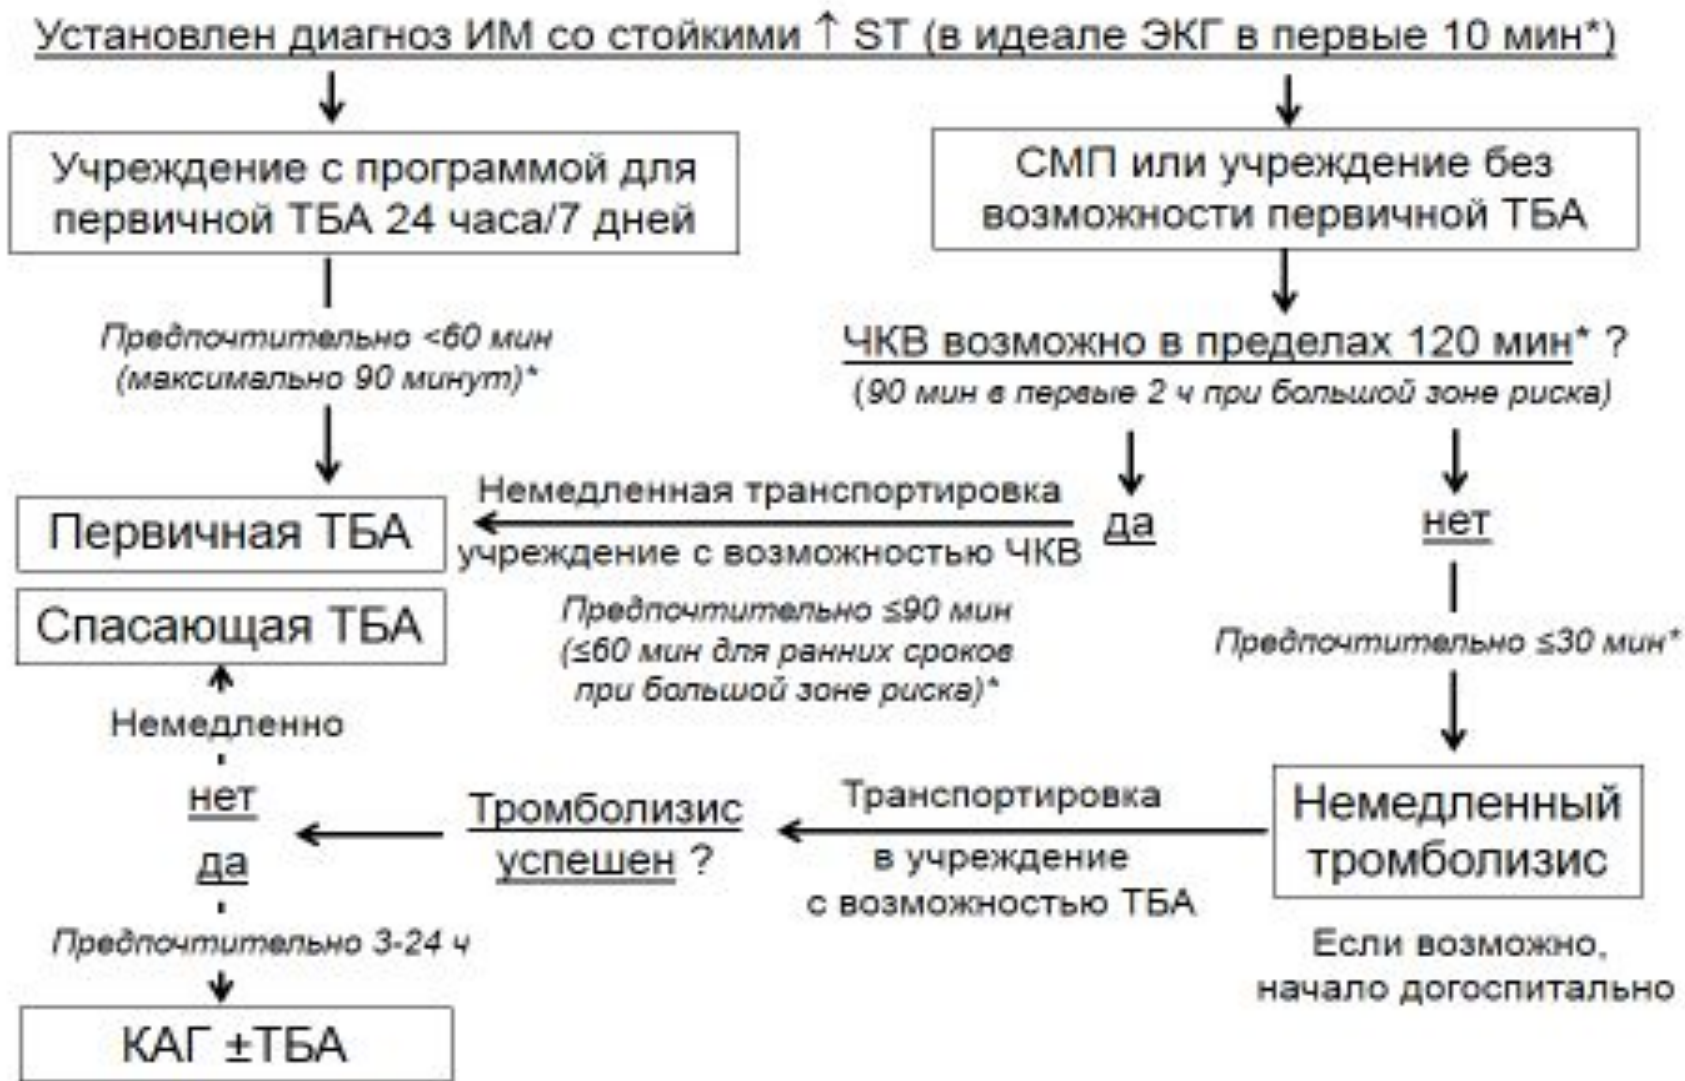 Установлен диагноз ИМ со стойкими ↑ ST (в идеале ЭКГ в первые 10 мин*)
Учреждение с программой для
первичной ТБА 24 часа/7 дней
СМП или учреждение без
возможности первичной ТБА
Предпочтительно <60 мин
(максимально 90 минут)*
ЧКВ возможно в пределах 120 мин* ?
(90 мин в первые 2 ч при большой зоне риска)
Первичная ТБА
Немедленная транспортировка
учреждение с возможностью ЧКВ
да
нет
Предпочтительно ≤90 мин
(≤60 мин для ранних сроков
при большой зоне риска)*
Предпочтительно ≤30 мин*
Спасающая ТБА
Немедленно
нет
да
Тромболизис
успешен ?
Транспортировка
в учреждение
с возможностью ТБА
Немедленный
тромболизис
Если возможно,
начало догоспитально
Предпочтительно 3-24 ч
КАГ ±ТБА